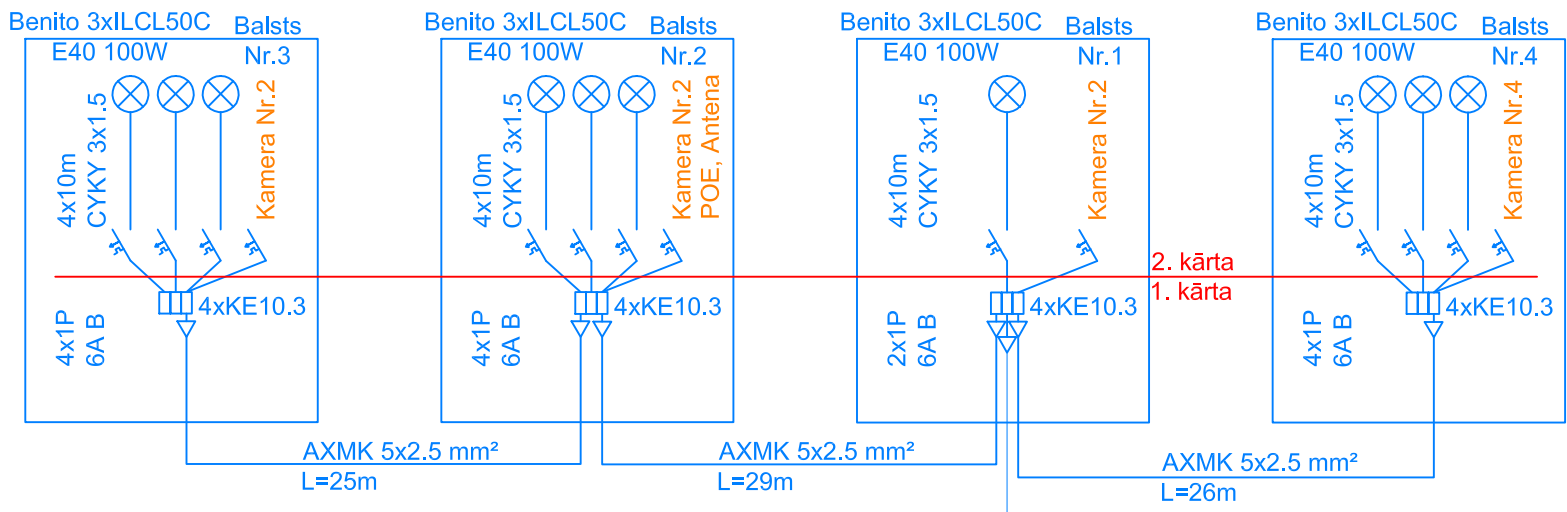 Benito 3xILCL50C
Balsts
Nr.3
E40 100W
4x10m
CYKY 3x1.5
Kamera Nr.2
4xKE10.3
4x1P
6A B
Benito 3xILCL50C
Balsts
Nr.2
E40 100W
4x10m
CYKY 3x1.5
Kamera Nr.2
POE, Antena
4xKE10.3
4x1P
6A B
Benito 3xILCL50C
Balsts
Nr.1
E40 100W
4x10m
CYKY 3x1.5
Kamera Nr.2
4xKE10.3
2x1P
6A B
2. kārta
1. kārta
Benito 3xILCL50C
Balsts
Nr.4
E40 100W
4x10m
CYKY 3x1.5
Kamera Nr.4
4xKE10.3
4x1P
6A B
AXMK 5x2.5 mm²
L=25m
AXMK 5x2.5 mm²
L=29m
AXMK 5x2.5 mm²
L=26m